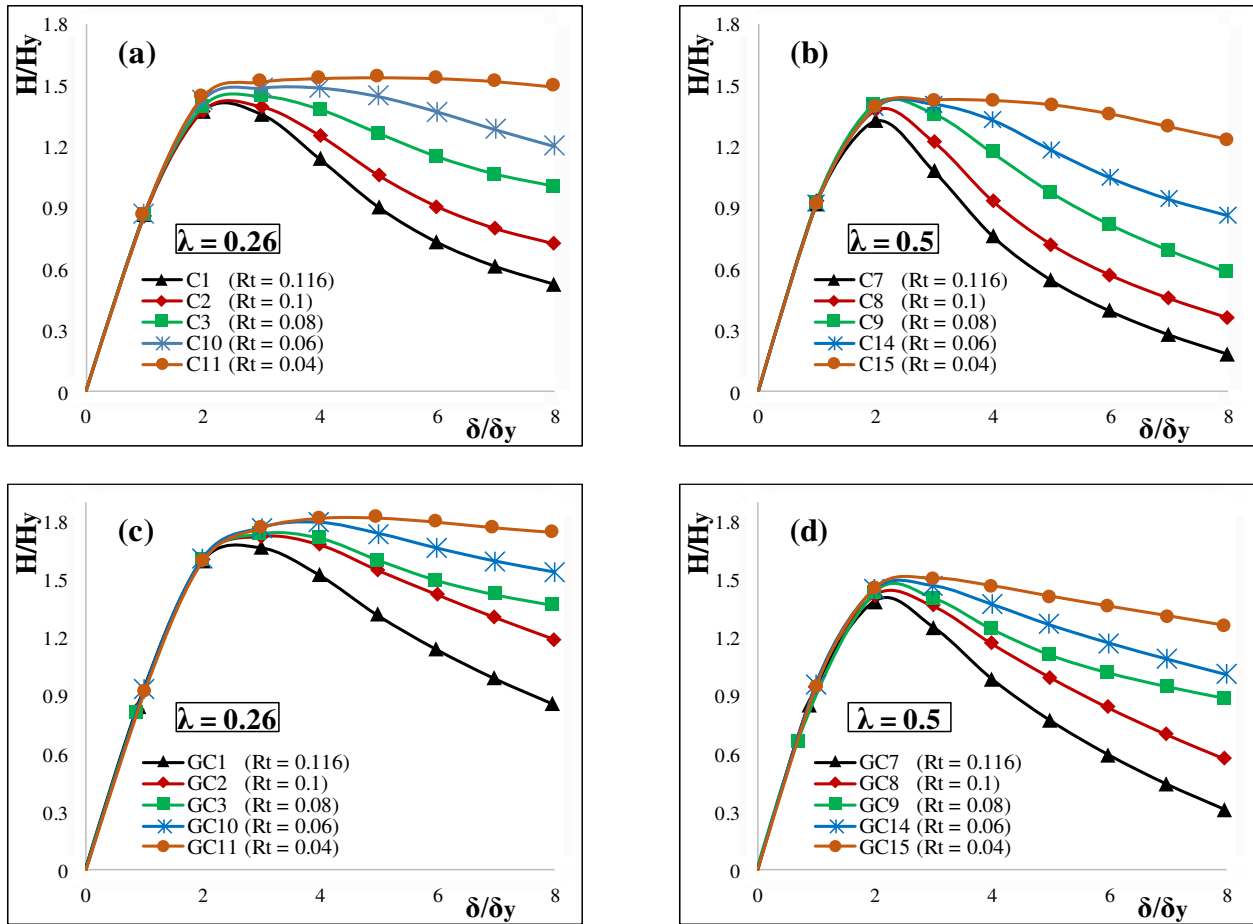 (a)
H/Hy
1.8
1.5
1.2
0.9
0.6
0.3
0
λ = 0.26
C1 (Rt = 0.116)
C2 (Rt = 0.1)
C3 (Rt = 0.08)
C10 (Rt = 0.06)
C11 (Rt = 0.04)
0 2 4 6 8
δ/δy
(b)
H/Hy
1.8
1.5
1.2
0.9
0.6
0.3
0
λ = 0.5
C7 (Rt = 0.116)
C8 (Rt = 0.1)
C9 (Rt = 0.08)
C14 (Rt = 0.06)
C15 (Rt = 0.04)
0 2 4 6 8
δ/δy
(c)
H/Hy
1.8
1.5
1.2
0.9
0.6
0.3
0
λ = 0.26
GC1 (Rt = 0.116)
GC2 (Rt = 0.1)
GC3 (Rt = 0.08)
GC10 (Rt = 0.06)
GC11 (Rt = 0.04)
0 2 4 6 8
δ/δy
(d)
H/Hy
1.8
1.5
1.2
0.9
0.6
0.3
0
λ = 0.5
GC7 (Rt = 0.116)
GC8 (Rt = 0.1)
GC9 (Rt = 0.08)
GC14 (Rt = 0.06)
GC15 (Rt = 0.04)
0 2 4 6 8
δ/δy